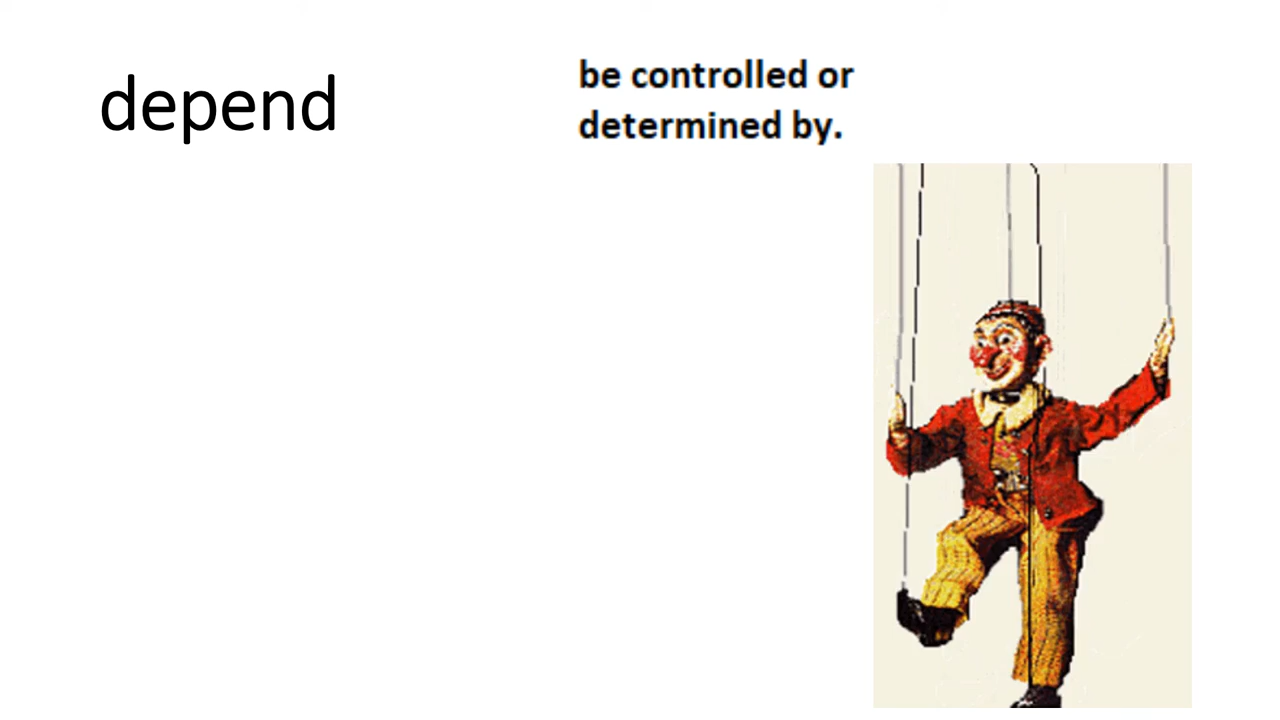 depend
be controlled or
determined by.